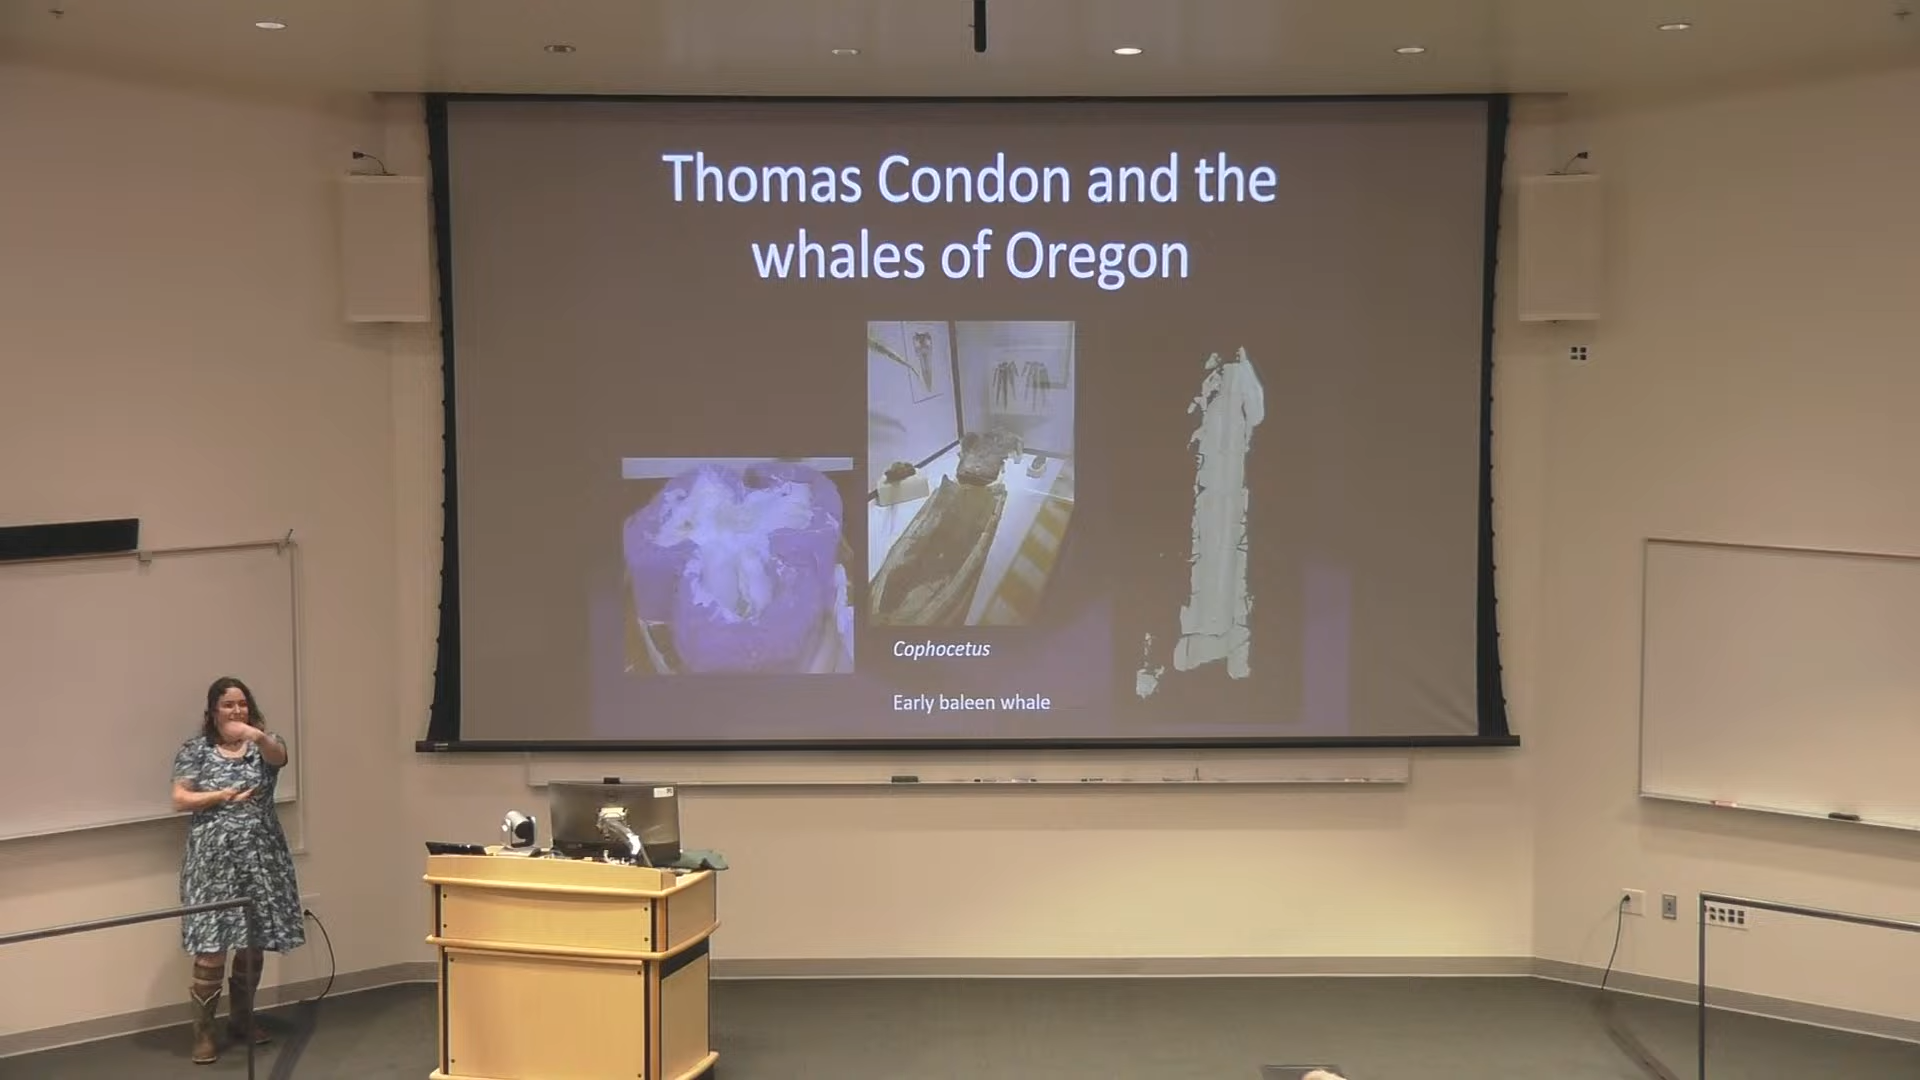 Thomas Condon and the
whales of Oregon
Cophocetus
Early baleen whale